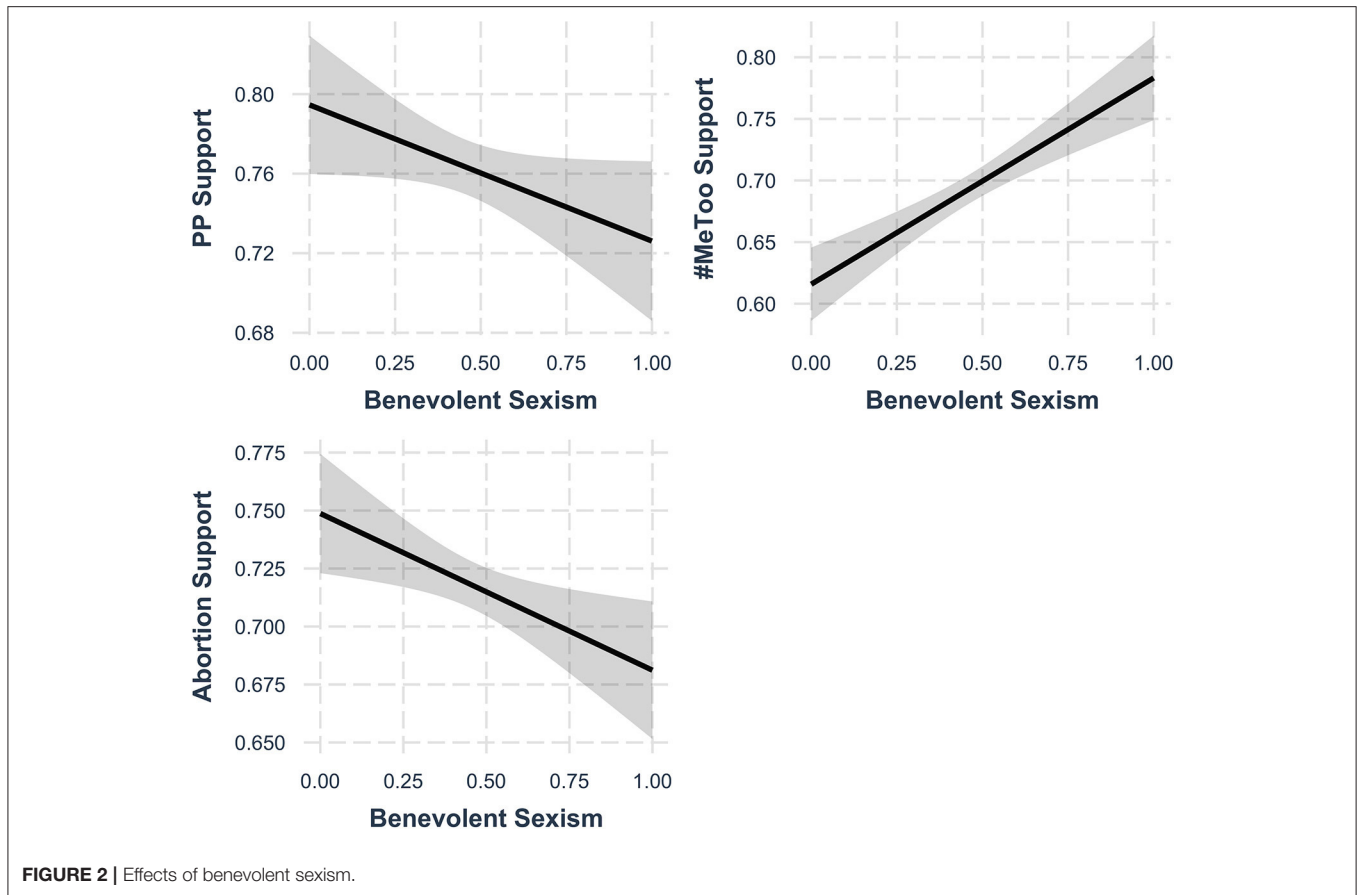 PP Support
0.80
0.76
0.72
0.68
0.00 0.25 0.50 0.75 1.00
Benevolent Sexism
#MeToo Support
0.80
0.75
0.70
0.65
0.60
0.00 0.25 0.50 0.75 1.00
Benevolent Sexism
Abortion Support
0.775
0.750
0.725
0.700
0.675
0.650
0.00 0.25 0.50 0.75 1.00
Benevolent Sexism
FIGURE 2 | Effects of benevolent sexism.